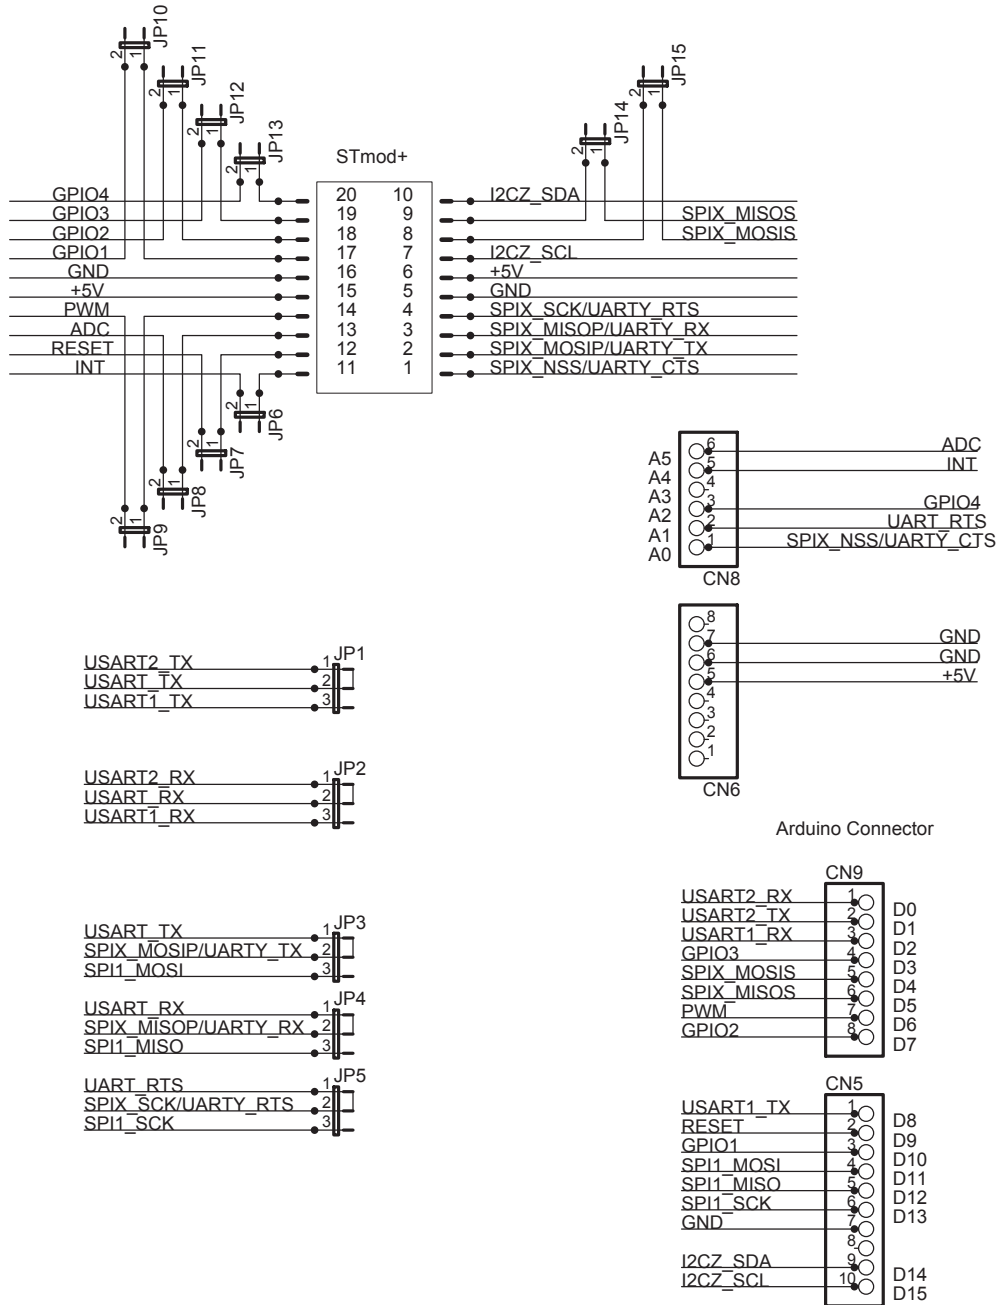 JP10
2 1
JP11
2 1
JP12
2 1
JP13
2 1
JP15
2 1
JP14
2 1
STmod+
GPIO4 20 10 I2CZ_SDA
GPIO3 19 9 SPIX_MISOS
GPIO2 18 8 SPIX_MOSIS
GPIO1 17 7 I2CZ_SCL
GND 16 6 +5V
+5V 15 5 GND
PWM 14 4 SPIX_SCK/UARTY_RTS
ADC 13 3 SPIX_MISOP/UARTY_RX
RESET 12 2 SPIX_MOSIP/UARTY_TX
INT 11 1 SPIX_NSS/UARTY_CTS
2 1
JP6
2 1
JP7
2 1
JP8
2 1
JP9
A5 6 ADC
A4 5 INT
A3 4
A2 3 GPIO4
A1 2 UART_RTS
A0 1 SPIX_NSS/UARTY_CTS
CN8
8
7 GND
6 GND
5 +5V
4
3
2
1
CN6
JP1
USART2_TX 1
USART_TX 2
USART1_TX 3
JP2
USART2_RX 1
USART_RX 2
USART1_RX 3
JP3
USART_TX 1
SPIX_MOSIP/UARTY_TX 2
SPI1_MOSI 3
JP4
USART_RX 1
SPIX_MISOP/UARTY_RX 2
SPI1_MISO 3
JP5
UART_RTS 1
SPIX_SCK/UARTY_RTS 2
SPI1_SCK 3
Arduino Connector
CN9
USART2_RX 1 D0
USART2_TX 2 D1
USART1_RX 3 D2
GPIO3 4 D3
SPIX_MOSIS 5 D4
SPIX_MISOS 6 D5
PWM 7 D6
GPIO2 8 D7
CN5
USART1_TX 1 D8
RESET 2 D9
GPIO1 3 D10
SPI1_MOSI 4 D11
SPI1_MISO 5 D12
SPI1_SCK 6 D13
GND 7
8
I2CZ_SDA 9 D14
I2CZ_SCL 10 D15